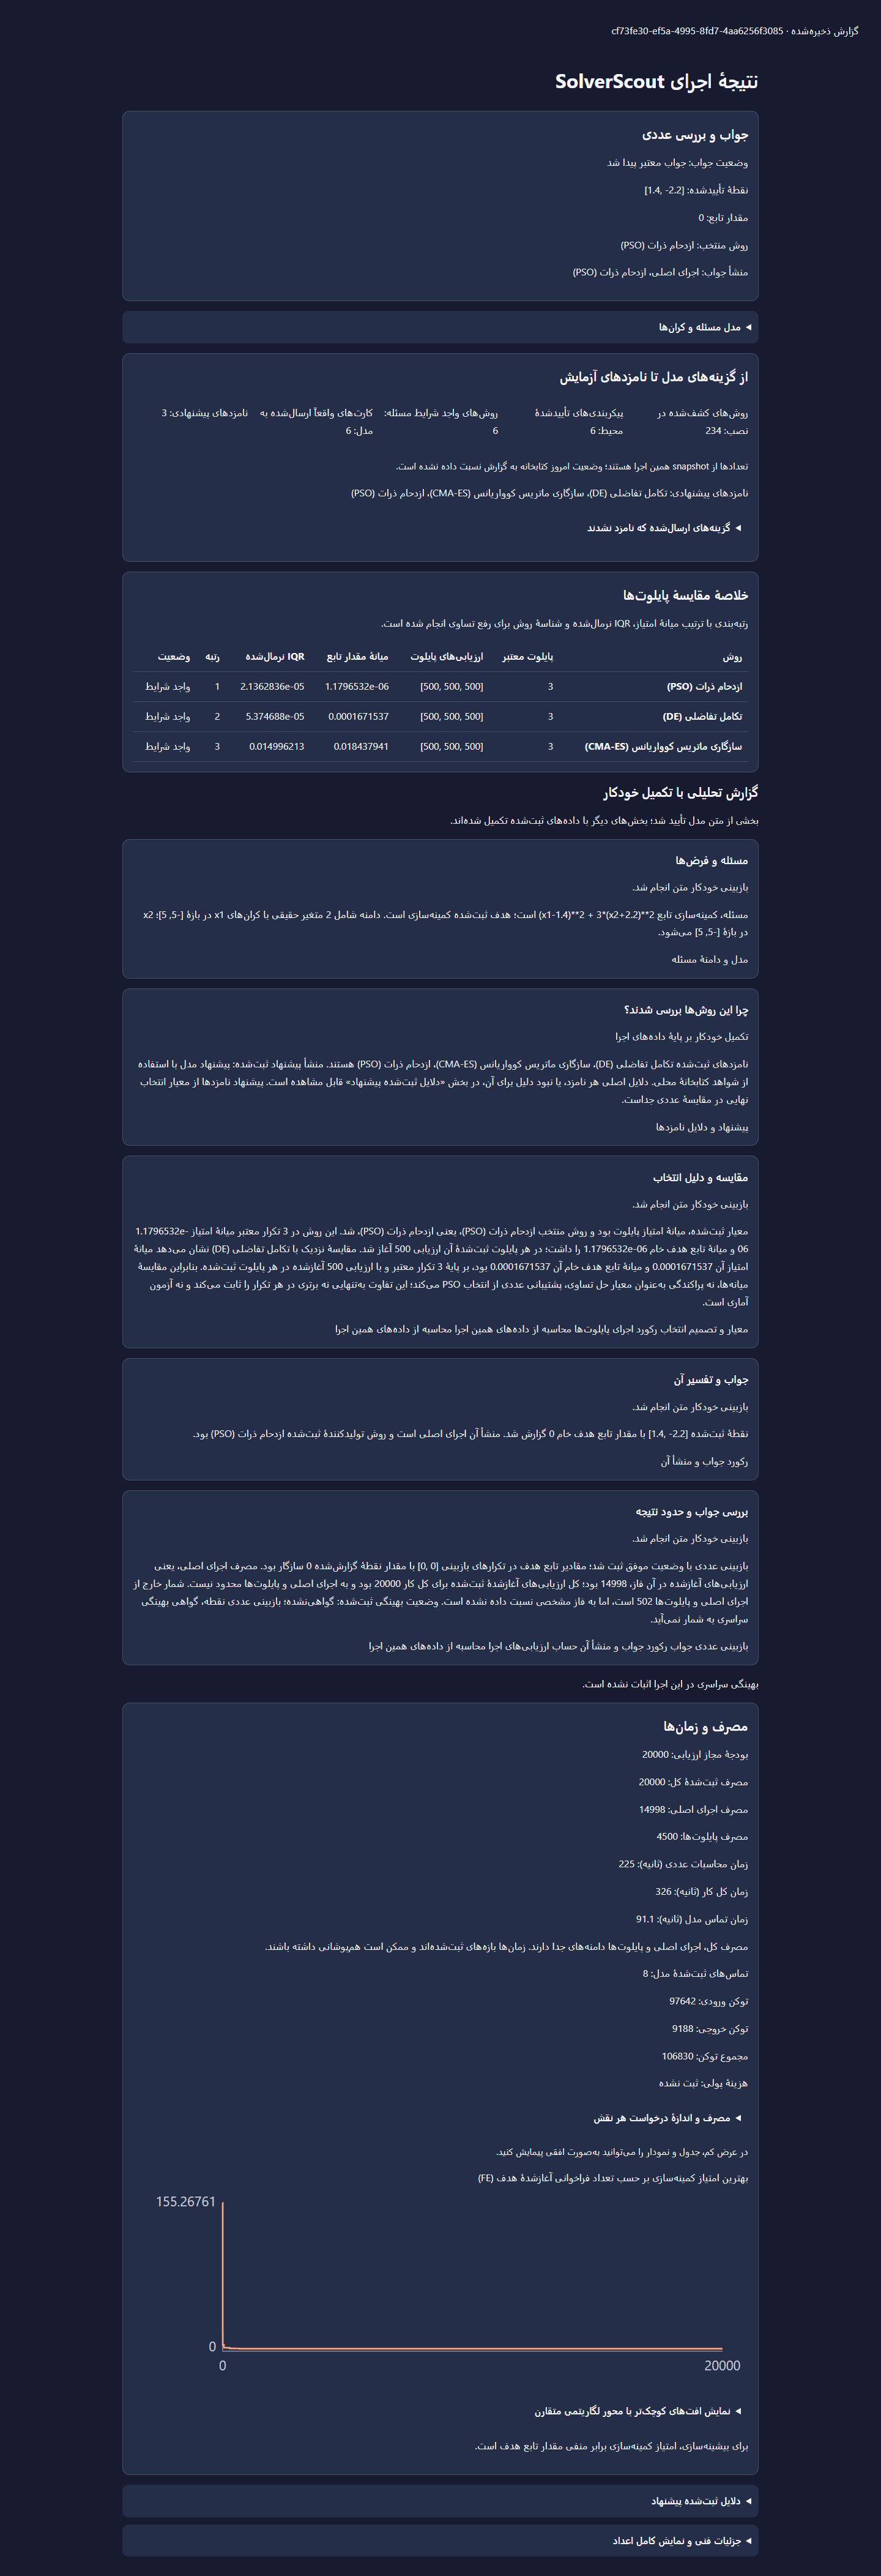 گزارش ذخیره‌شده · cf73fe30-ef5a-4995-8fd7-4aa6256f3085
نتیجهٔ اجرای SolverScout
جواب و بررسی عددی
وضعیت جواب: جواب معتبر پیدا شد
نقطهٔ تأییدشده: [1.4, -2.2]
مقدار تابع: 0
روش منتخب: ازدحام ذرات (PSO)
منشأ جواب: اجرای اصلی، ازدحام ذرات (PSO)
◄ مدل مسئله و کران‌ها
از گزینه‌های مدل تا نامزدهای آزمایش
روش‌های کشف‌شده در نصب: 234
پیکربندی‌های تأییدشدهٔ محیط: 6
روش‌های واجد شرایط مسئله: 6
کارت‌های واقعاً ارسال‌شده به مدل: 6
نامزدهای پیشنهادی: 3
تعدادها از snapshot همین اجرا هستند؛ وضعیت امروز کتابخانه به گزارش نسبت داده نشده است.
نامزدهای پیشنهادی: تکامل تفاضلی (DE)، سازگاری ماتریس کوواریانس (CMA-ES)، ازدحام ذرات (PSO)
◄ گزینه‌های ارسال‌شده که نامزد نشدند
خلاصهٔ مقایسهٔ پایلوت‌ها
رتبه‌بندی با ترتیب میانهٔ امتیاز، IQR نرمال‌شده و شناسهٔ روش برای رفع تساوی انجام شده است.
روش پایلوت معتبر ارزیابی‌های پایلوت میانهٔ مقدار تابع IQR نرمال‌شده رتبه وضعیت
ازدحام ذرات (PSO) 3 [500, 500, 500] 1.1796532e-06 2.1362836e-05 1 واجد شرایط
تکامل تفاضلی (DE) 3 [500, 500, 500] 0.0001671537 5.374688e-05 2 واجد شرایط
سازگاری ماتریس کوواریانس (CMA-ES) 3 [500, 500, 500] 0.018437941 0.014996213 3 واجد شرایط
گزارش تحلیلی با تکمیل خودکار
بخشی از متن مدل تأیید شد؛ بخش‌های دیگر با داده‌های ثبت‌شده تکمیل شده‌اند.
مسئله و فرض‌ها
بازبینی خودکار متن انجام شد.
مسئله، کمینه‌سازی تابع (x1-1.4)**2 + 3*(x2+2.2)**2 است؛ هدف ثبت‌شده کمینه‌سازی است. دامنه شامل 2 متغیر حقیقی با کران‌های x1 در بازهٔ [-5, 5]؛ x2
در بازهٔ [-5, 5] می‌شود.
مدل و دامنهٔ مسئله
چرا این روش‌ها بررسی شدند؟
تکمیل خودکار بر پایهٔ داده‌های اجرا
نامزدهای ثبت‌شده تکامل تفاضلی (DE)، سازگاری ماتریس کوواریانس (CMA-ES)، ازدحام ذرات (PSO) هستند. منشأ پیشنهاد ثبت‌شده: پیشنهاد مدل با استفاده
از شواهد کتابخانهٔ محلی. دلایل اصلی هر نامزد، یا نبود دلیل برای آن، در بخش «دلایل ثبت‌شده پیشنهاد» قابل مشاهده است. پیشنهاد نامزدها از معیار انتخاب
نهایی در مقایسهٔ عددی جداست.
پیشنهاد و دلایل نامزدها
مقایسه و دلیل انتخاب
بازبینی خودکار متن انجام شد.
معیار ثبت‌شده، میانهٔ امتیاز پایلوت بود و روش منتخب ازدحام ذرات (PSO)، یعنی ازدحام ذرات (PSO)، شد. این روش در 3 تکرار معتبر میانهٔ امتیاز 1.1796532e-
06 و میانهٔ تابع هدف خام 1.1796532e-06 را داشت؛ در هر پایلوت ثبت‌شدهٔ آن ارزیابی 500 آغاز شد. مقایسهٔ نزدیک با تکامل تفاضلی (DE) نشان می‌دهد میانهٔ
امتیاز آن 0.0001671537 و میانهٔ تابع هدف خام آن 0.0001671537 بود، بر پایهٔ 3 تکرار معتبر و با ارزیابی 500 آغازشده در هر پایلوت ثبت‌شده. بنابراین مقایسهٔ
میانه‌ها، نه پراکندگی به‌عنوان معیار حل تساوی، پشتیبانی عددی از انتخاب PSO می‌کند؛ این تفاوت به‌تنهایی نه برتری در هر تکرار را ثابت می‌کند و نه آزمون
آماری است.
معیار و تصمیم انتخاب رکورد اجرای پایلوت‌ها محاسبه از داده‌های همین اجرا محاسبه از داده‌های همین اجرا
جواب و تفسیر آن
بازبینی خودکار متن انجام شد.
نقطهٔ ثبت‌شده [1.4, -2.2] با مقدار تابع هدف خام 0 گزارش شد. منشأ آن اجرای اصلی است و روش تولیدکنندهٔ ثبت‌شده ازدحام ذرات (PSO) بود.
رکورد جواب و منشأ آن
بررسی جواب و حدود نتیجه
بازبینی خودکار متن انجام شد.
بازبینی عددی با وضعیت موفق ثبت شد؛ مقادیر تابع هدف در تکرارهای بازبینی [0, 0] با مقدار نقطهٔ گزارش‌شده 0 سازگار بود. مصرف اجرای اصلی، یعنی
ارزیابی‌های آغازشده در آن فاز، 14998 بود؛ کل ارزیابی‌های آغازشدهٔ ثبت‌شده برای کل کار 20000 بود و به اجرای اصلی و پایلوت‌ها محدود نیست. شمار خارج از
اجرای اصلی و پایلوت‌ها 502 است، اما به فاز مشخصی نسبت داده نشده است. وضعیت بهینگی ثبت‌شده: گواهی‌نشده؛ بازبینی عددی نقطه، گواهی بهینگی
سراسری به شمار نمی‌آید.
بازبینی عددی جواب رکورد جواب و منشأ آن حساب ارزیابی‌های اجرا محاسبه از داده‌های همین اجرا
بهینگی سراسری در این اجرا اثبات نشده است.
مصرف و زمان‌ها
بودجهٔ مجاز ارزیابی: 20000
مصرف ثبت‌شدهٔ کل: 20000
مصرف اجرای اصلی: 14998
مصرف پایلوت‌ها: 4500
زمان محاسبات عددی (ثانیه): 225
زمان کل کار (ثانیه): 326
زمان تماس مدل (ثانیه): 91.1
مصرف کل، اجرای اصلی و پایلوت‌ها دامنه‌های جدا دارند. زمان‌ها بازه‌های ثبت‌شده‌اند و ممکن است هم‌پوشانی داشته باشند.
تماس‌های ثبت‌شدهٔ مدل: 8
توکن ورودی: 97642
توکن خروجی: 9188
مجموع توکن: 106830
هزینهٔ پولی: ثبت نشده
◄ مصرف و اندازهٔ درخواست هر نقش
در عرض کم، جدول و نمودار را می‌توانید به‌صورت افقی پیمایش کنید.
بهترین امتیاز کمینه‌سازی بر حسب تعداد فراخوانی آغازشدهٔ هدف (FE)
155.26761
0
0 20000
◄ نمایش افت‌های کوچک‌تر با محور لگاریتمی متقارن
برای بیشینه‌سازی، امتیاز کمینه‌سازی برابر منفی مقدار تابع هدف است.
◄ دلایل ثبت‌شده پیشنهاد
◄ جزئیات فنی و نمایش کامل اعداد